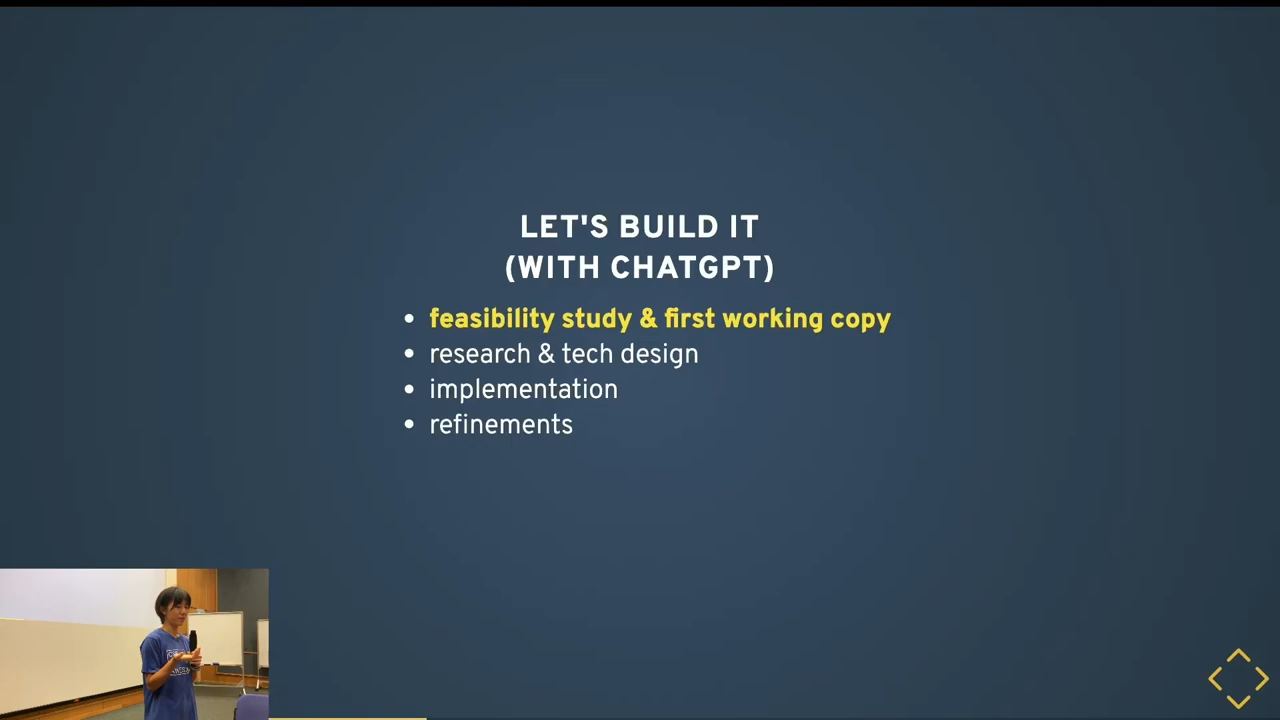 LET'S BUILD IT
(WITH CHATGPT)
• feasibility study & first working copy
• research & tech design
• implementation
• refinements